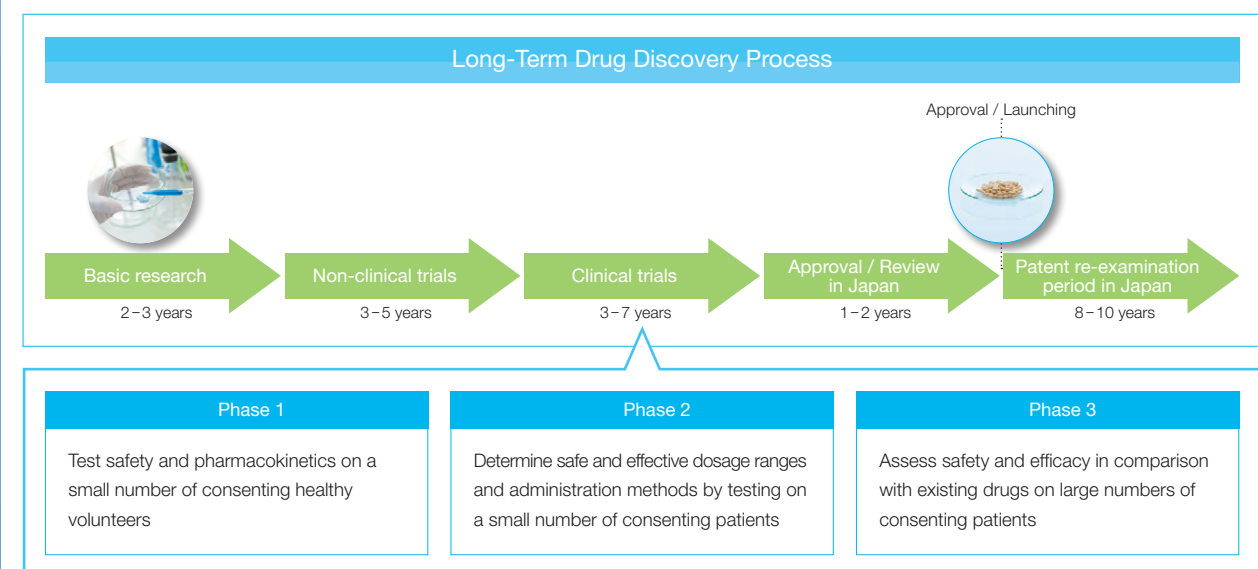 Long-Term Drug Discovery Process
Approval / Launching
Basic research
2–3 years
Non-clinical trials
3–5 years
Clinical trials
3–7 years
Approval / Review
in Japan
1–2 years
Patent re-examination
period in Japan
8–10 years
Phase 1
Test safety and pharmacokinetics on a
small number of consenting healthy
volunteers
Phase 2
Determine safe and effective dosage ranges
and administration methods by testing on
a small number of consenting patients
Phase 3
Assess safety and efficacy in comparison
with existing drugs on large numbers of
consenting patients